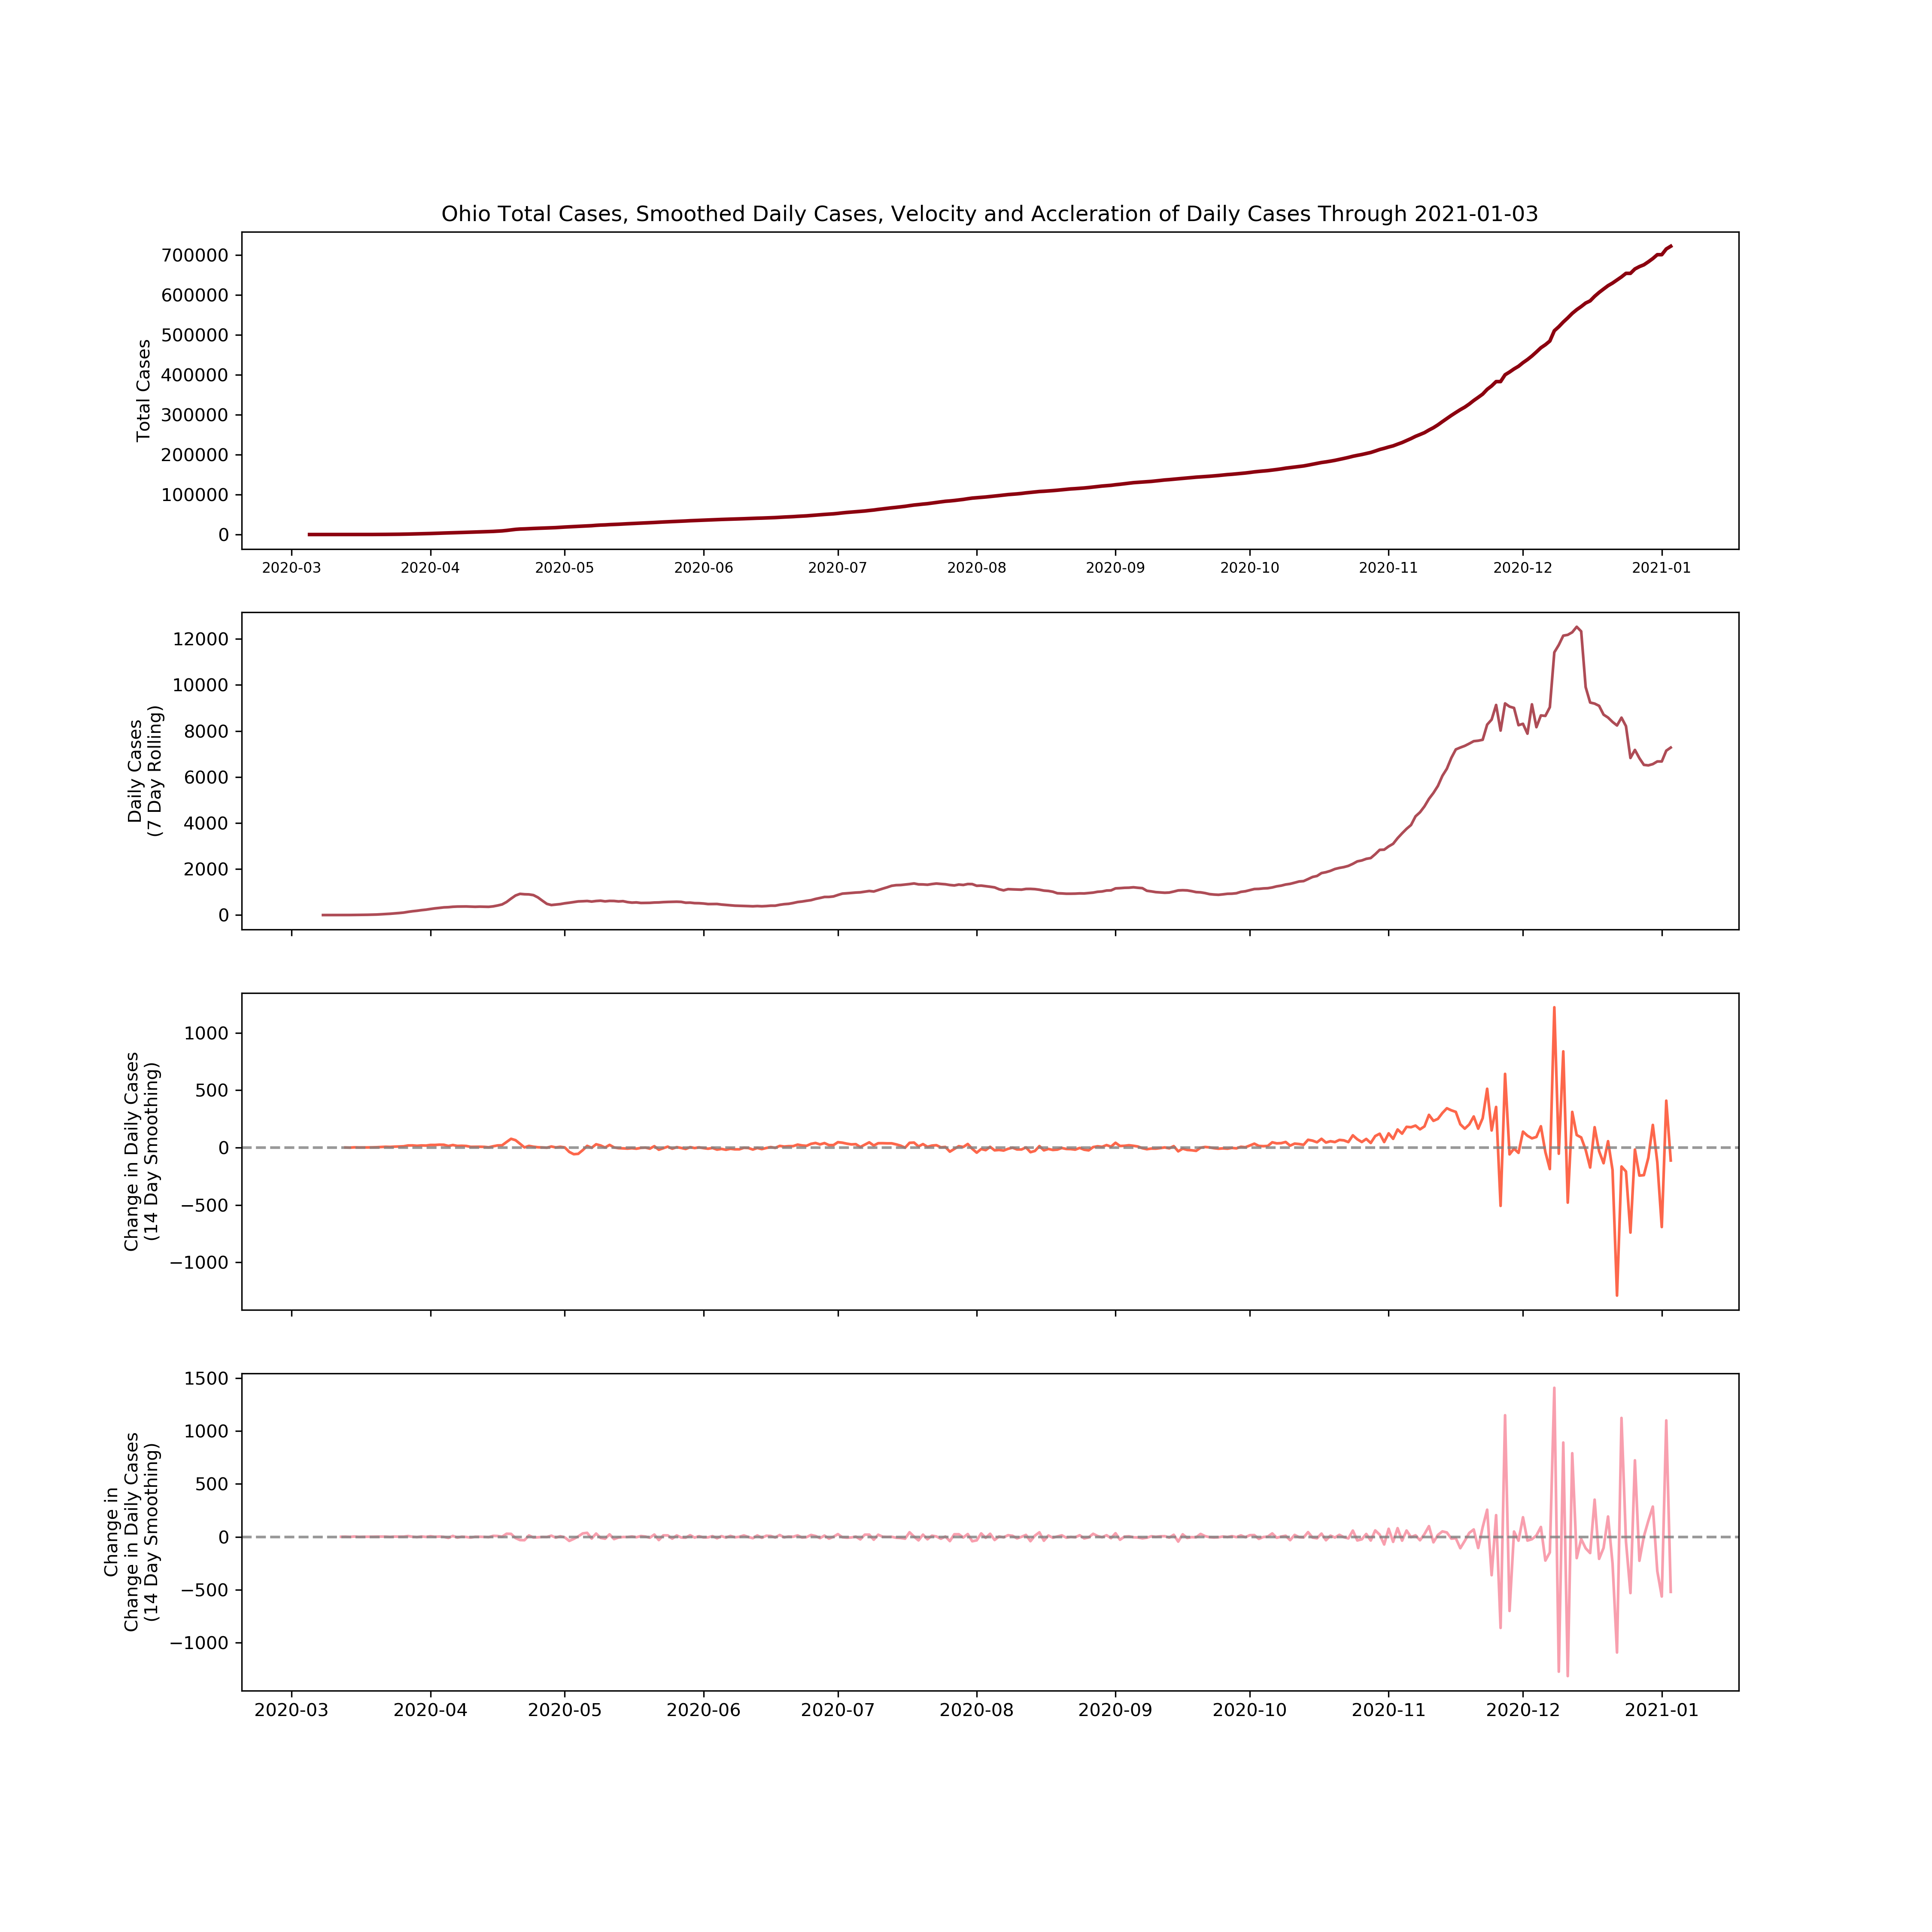 Ohio Total Cases, Smoothed Daily Cases, Velocity and Accleration of Daily Cases Through 2021-01-03
Total Cases
700000
600000
500000
400000
300000
200000
100000
0
2020-03 2020-04 2020-05 2020-06 2020-07 2020-08 2020-09 2020-10 2020-11 2020-12 2021-01
Daily Cases
(7 Day Rolling)
12000
10000
8000
6000
4000
2000
0
Change in Daily Cases
(14 Day Smoothing)
1000
500
0
−500
−1000
Change in
Change in Daily Cases
(14 Day Smoothing)
1500
1000
500
0
−500
−1000
2020-03 2020-04 2020-05 2020-06 2020-07 2020-08 2020-09 2020-10 2020-11 2020-12 2021-01